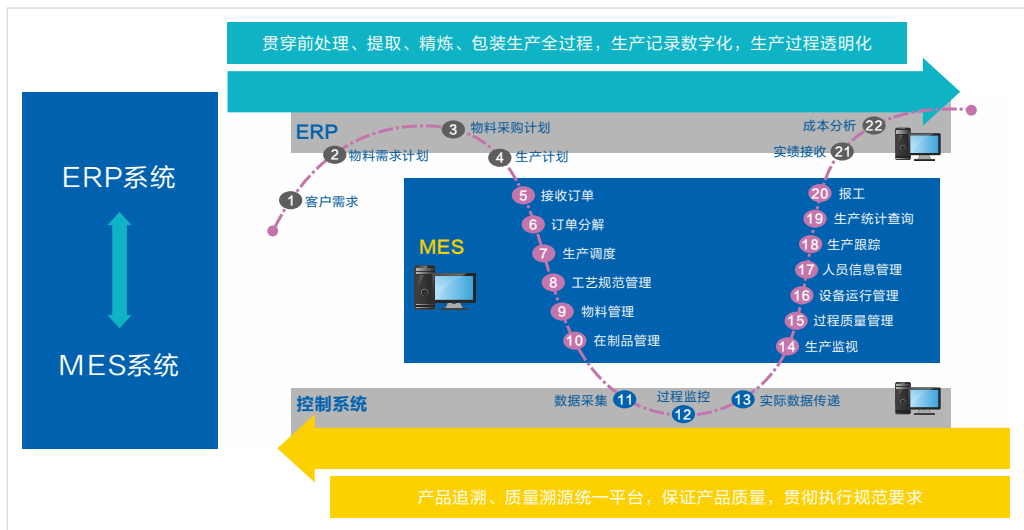 贯穿前处理、提取、精炼、包装生产全过程，生产记录数字化，生产过程透明化
ERP系统
MES系统
ERP
1 客户需求
2 物料需求计划
3 物料采购计划
4 生产计划
MES
5 接收订单
6 订单分解
7 生产调度
8 工艺规范管理
9 物料管理
10 在制品管理
控制系统
数据采集 11
过程监控
12
13 实际数据传递
14 生产监视
15 过程质量管理
16 设备运行管理
17 人员信息管理
18 生产跟踪
19 生产统计查询
20 报工
实绩接收 21
成本分析 22
产品追溯、质量溯源统一平台，保证产品质量，贯彻执行规范要求